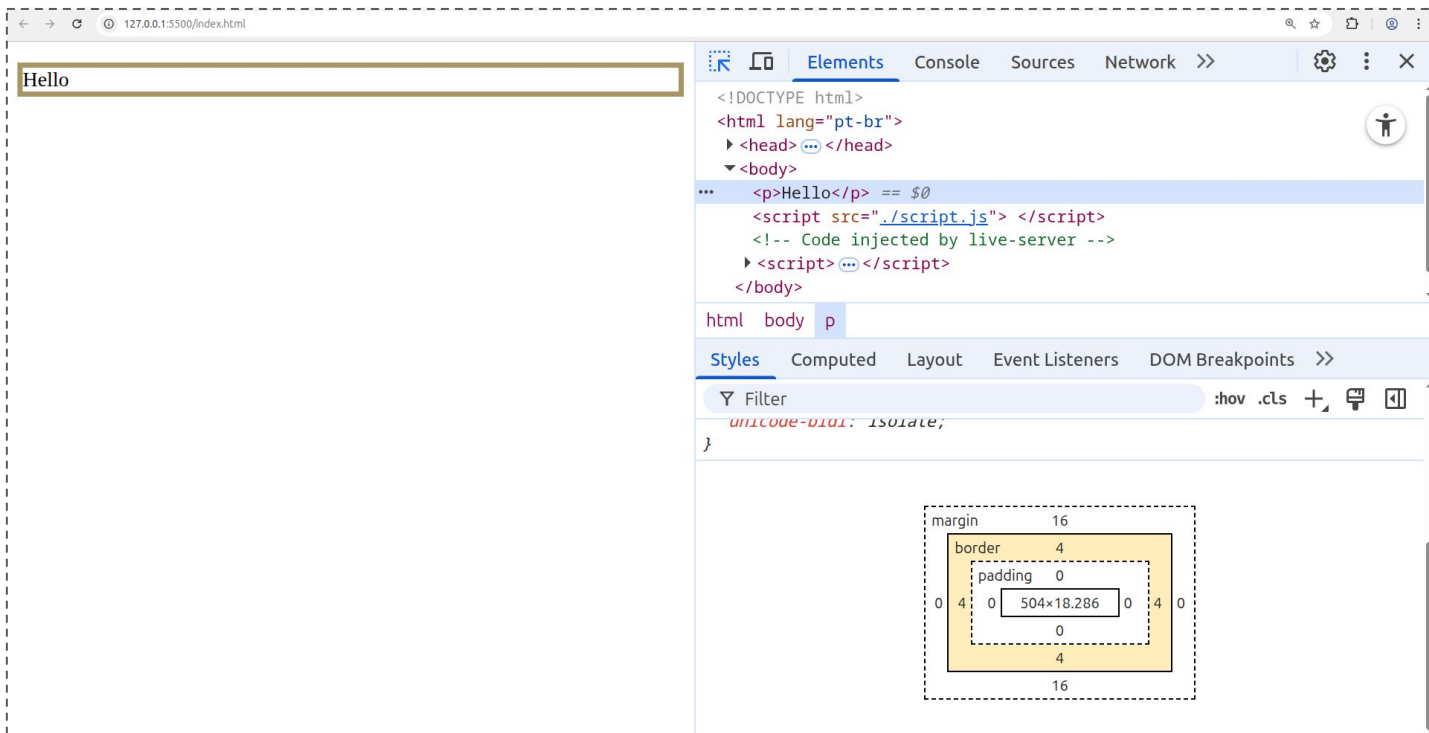 127.0.0.1:5500/index.html
Hello
Elements Console Sources Network
<!DOCTYPE html>
<html lang="pt-br">
<head> ••• </head>
<body>
••• <p>Hello</p> == $0
<script src="./script.js"> </script>
<!-- Code injected by live-server -->
<script> ••• </script>
</body>
html body p
Styles Computed Layout Event Listeners DOM Breakpoints
Filter :hov .cls
unicode-bidi: isolate;
}
margin 16
border 4
padding 0
0 4 0 504×18.286 0 4 0
0
4
16